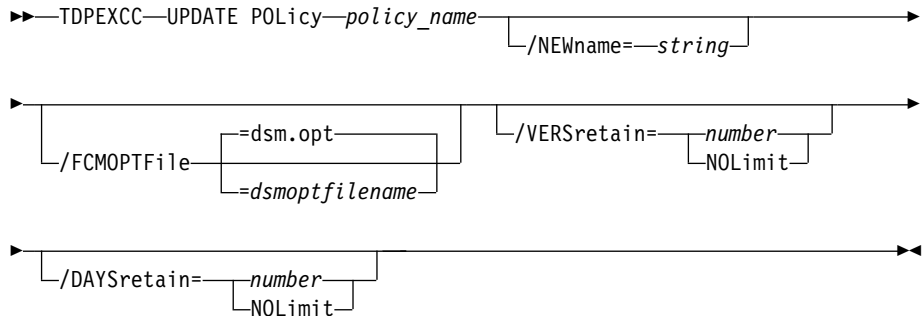 TDPEXCC UPDATE POLicy policy_name
/NEWname= string
=dsm.opt
/FCMOPTFile
=dsmoptfilename
/VERSretain= number
NOLimit
/DAYSretain= number
NOLimit